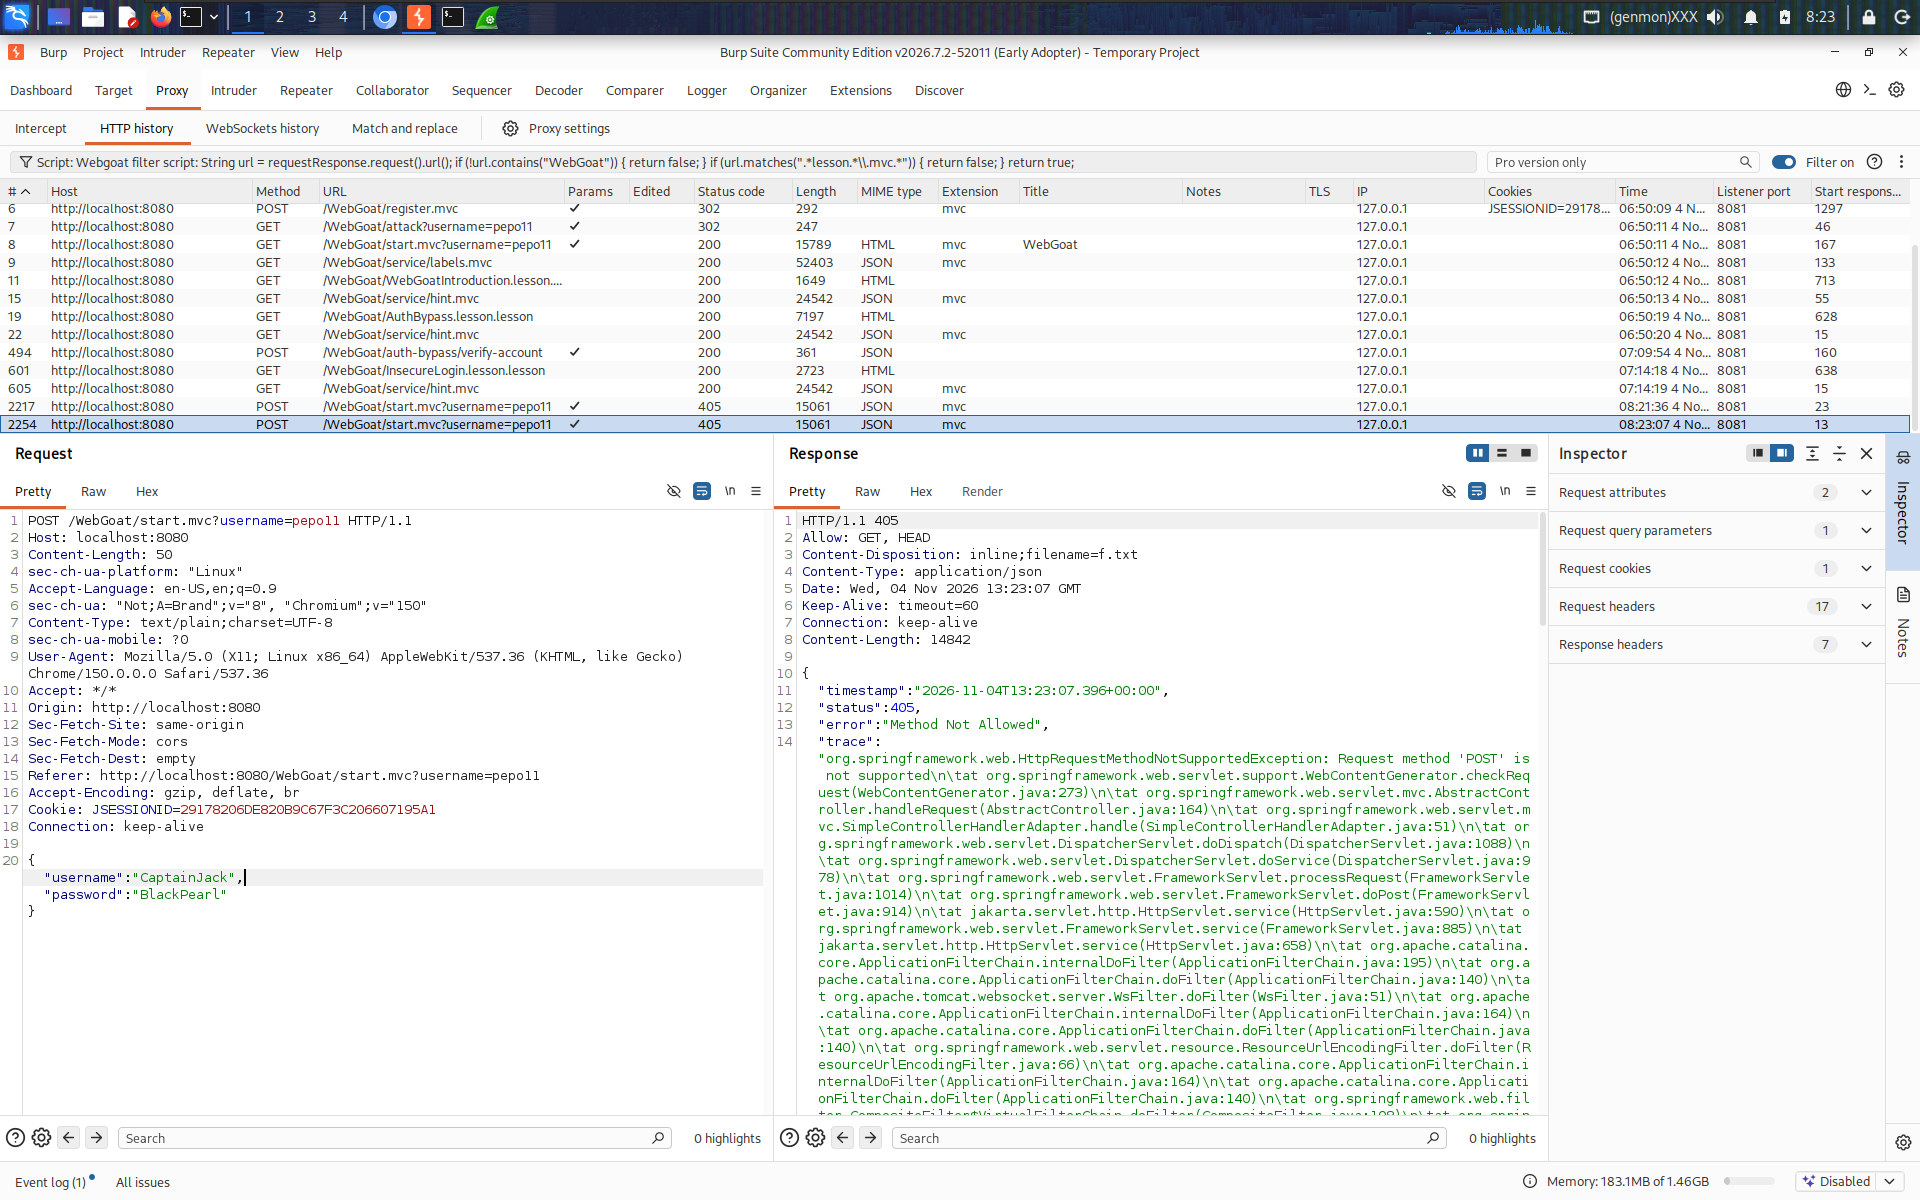 1 2 3 4 (genmon)XXX 8:23
Burp Project Intruder Repeater View Help Burp Suite Community Edition v2026.7.2-52011 (Early Adopter) - Temporary Project
Dashboard Target Proxy Intruder Repeater Collaborator Sequencer Decoder Comparer Logger Organizer Extensions Discover
Intercept HTTP history WebSockets history Match and replace Proxy settings
Script: Webgoat filter script: String url = requestResponse.request().url(); if (!url.contains("WebGoat")) { return false; } if (url.matches(".*lesson.*\\.mvc.*")) { return false; } return true; Pro version only Filter on
# Host Method URL Params Edited Status code Length MIME type Extension Title Notes TLS IP Cookies Time Listener port Start respons...
6 http://localhost:8080 POST /WebGoat/register.mvc ✓ 302 292 mvc 127.0.0.1 JSESSIONID=29178... 06:50:09 4 N... 8081 1297
7 http://localhost:8080 GET /WebGoat/attack?username=pepo11 ✓ 302 247 127.0.0.1 06:50:11 4 No... 8081 46
8 http://localhost:8080 GET /WebGoat/start.mvc?username=pepo11 ✓ 200 15789 HTML mvc WebGoat 127.0.0.1 06:50:11 4 No... 8081 167
9 http://localhost:8080 GET /WebGoat/service/labels.mvc 200 52403 JSON mvc 127.0.0.1 06:50:12 4 No... 8081 133
11 http://localhost:8080 GET /WebGoat/WebGoatIntroduction.lesson.... 200 1649 HTML 127.0.0.1 06:50:12 4 No... 8081 713
15 http://localhost:8080 GET /WebGoat/service/hint.mvc 200 24542 JSON mvc 127.0.0.1 06:50:13 4 No... 8081 55
19 http://localhost:8080 GET /WebGoat/AuthBypass.lesson.lesson 200 7197 HTML 127.0.0.1 06:50:19 4 No... 8081 628
22 http://localhost:8080 GET /WebGoat/service/hint.mvc 200 24542 JSON mvc 127.0.0.1 06:50:20 4 No... 8081 15
494 http://localhost:8080 POST /WebGoat/auth-bypass/verify-account ✓ 200 361 JSON 127.0.0.1 07:09:54 4 No... 8081 160
601 http://localhost:8080 GET /WebGoat/InsecureLogin.lesson.lesson 200 2723 HTML 127.0.0.1 07:14:18 4 No... 8081 638
605 http://localhost:8080 GET /WebGoat/service/hint.mvc 200 24542 JSON mvc 127.0.0.1 07:14:19 4 No... 8081 15
2217 http://localhost:8080 POST /WebGoat/start.mvc?username=pepo11 ✓ 405 15061 JSON mvc 127.0.0.1 08:21:36 4 No... 8081 23
2254 http://localhost:8080 POST /WebGoat/start.mvc?username=pepo11 ✓ 405 15061 JSON mvc 127.0.0.1 08:23:07 4 No... 8081 13
Request
Pretty Raw Hex \n
1 POST /WebGoat/start.mvc?username=pepo11 HTTP/1.1
2 Host: localhost:8080
3 Content-Length: 50
4 sec-ch-ua-platform: "Linux"
5 Accept-Language: en-US,en;q=0.9
6 sec-ch-ua: "Not;A=Brand";v="8", "Chromium";v="150"
7 Content-Type: text/plain;charset=UTF-8
8 sec-ch-ua-mobile: ?0
9 User-Agent: Mozilla/5.0 (X11; Linux x86_64) AppleWebKit/537.36 (KHTML, like Gecko)
Chrome/150.0.0.0 Safari/537.36
10 Accept: */*
11 Origin: http://localhost:8080
12 Sec-Fetch-Site: same-origin
13 Sec-Fetch-Mode: cors
14 Sec-Fetch-Dest: empty
15 Referer: http://localhost:8080/WebGoat/start.mvc?username=pepo11
16 Accept-Encoding: gzip, deflate, br
17 Cookie: JSESSIONID=29178206DE820B9C67F3C206607195A1
18 Connection: keep-alive
19
20 {
"username":"CaptainJack",
"password":"BlackPearl"
}
Search 0 highlights
Response
Pretty Raw Hex Render \n
1 HTTP/1.1 405
2 Allow: GET, HEAD
3 Content-Disposition: inline;filename=f.txt
4 Content-Type: application/json
5 Date: Wed, 04 Nov 2026 13:23:07 GMT
6 Keep-Alive: timeout=60
7 Connection: keep-alive
8 Content-Length: 14842
9
10 {
11 "timestamp":"2026-11-04T13:23:07.396+00:00",
12 "status":405,
13 "error":"Method Not Allowed",
14 "trace":
"org.springframework.web.HttpRequestMethodNotSupportedException: Request method 'POST' is
not supported\n\tat org.springframework.web.servlet.support.WebContentGenerator.checkReq
uest(WebContentGenerator.java:273)\n\tat org.springframework.web.servlet.mvc.AbstractCont
roller.handleRequest(AbstractController.java:164)\n\tat org.springframework.web.servlet.m
vc.SimpleControllerHandlerAdapter.handle(SimpleControllerHandlerAdapter.java:51)\n\tat or
g.springframework.web.servlet.DispatcherServlet.doDispatch(DispatcherServlet.java:1088)\n
\tat org.springframework.web.servlet.DispatcherServlet.doService(DispatcherServlet.java:9
78)\n\tat org.springframework.web.servlet.FrameworkServlet.processRequest(FrameworkServle
t.java:1014)\n\tat org.springframework.web.servlet.FrameworkServlet.doPost(FrameworkServl
et.java:914)\n\tat jakarta.servlet.http.HttpServlet.service(HttpServlet.java:590)\n\tat o
rg.springframework.web.servlet.FrameworkServlet.service(FrameworkServlet.java:885)\n\tat
jakarta.servlet.http.HttpServlet.service(HttpServlet.java:658)\n\tat org.apache.catalina.
core.ApplicationFilterChain.internalDoFilter(ApplicationFilterChain.java:195)\n\tat org.a
pache.catalina.core.ApplicationFilterChain.doFilter(ApplicationFilterChain.java:140)\n\ta
t org.apache.tomcat.websocket.server.WsFilter.doFilter(WsFilter.java:51)\n\tat org.apache
.catalina.core.ApplicationFilterChain.internalDoFilter(ApplicationFilterChain.java:164)\n
\tat org.apache.catalina.core.ApplicationFilterChain.doFilter(ApplicationFilterChain.java
:140)\n\tat org.springframework.web.servlet.resource.ResourceUrlEncodingFilter.doFilter(R
esourceUrlEncodingFilter.java:66)\n\tat org.apache.catalina.core.ApplicationFilterChain.i
nternalDoFilter(ApplicationFilterChain.java:164)\n\tat org.apache.catalina.core.Applicati
onFilterChain.doFilter(ApplicationFilterChain.java:140)\n\tat org.springframework.web.fil
ter.CompositeFilter$VirtualFilterChain.doFilter(CompositeFilter.java:108)\n\tat org.sprin
Search 0 highlights
Inspector
Request attributes 2
Request query parameters 1
Request cookies 1
Request headers 17
Response headers 7
Inspector
Notes
Event log (1) All issues Memory: 183.1MB of 1.46GB Disabled